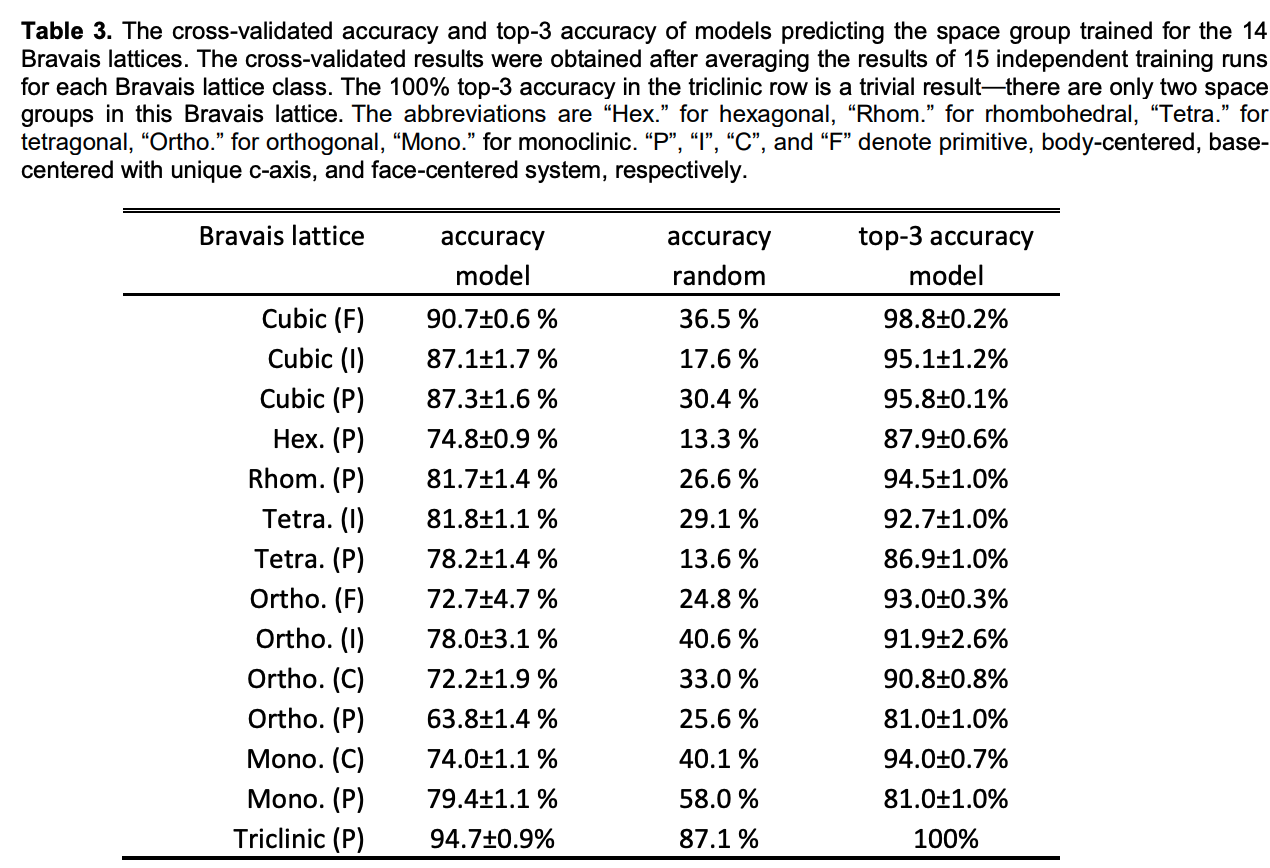 Table 3. The cross-validated accuracy and top-3 accuracy of models predicting the space group trained for the 14
Bravais lattices. The cross-validated results were obtained after averaging the results of 15 independent training runs
for each Bravais lattice class. The 100% top-3 accuracy in the triclinic row is a trivial result—there are only two space
groups in this Bravais lattice. The abbreviations are “Hex.” for hexagonal, “Rhom.” for rhombohedral, “Tetra.” for
tetragonal, “Ortho.” for orthogonal, “Mono.” for monoclinic. “P”, “I”, “C”, and “F” denote primitive, body-centered, base-
centered with unique c-axis, and face-centered system, respectively.
Bravais lattice accuracy accuracy top-3 accuracy
model random model
Cubic (F) 90.7±0.6 % 36.5 % 98.8±0.2%
Cubic (I) 87.1±1.7 % 17.6 % 95.1±1.2%
Cubic (P) 87.3±1.6 % 30.4 % 95.8±0.1%
Hex. (P) 74.8±0.9 % 13.3 % 87.9±0.6%
Rhom. (P) 81.7±1.4 % 26.6 % 94.5±1.0%
Tetra. (I) 81.8±1.1 % 29.1 % 92.7±1.0%
Tetra. (P) 78.2±1.4 % 13.6 % 86.9±1.0%
Ortho. (F) 72.7±4.7 % 24.8 % 93.0±0.3%
Ortho. (I) 78.0±3.1 % 40.6 % 91.9±2.6%
Ortho. (C) 72.2±1.9 % 33.0 % 90.8±0.8%
Ortho. (P) 63.8±1.4 % 25.6 % 81.0±1.0%
Mono. (C) 74.0±1.1 % 40.1 % 94.0±0.7%
Mono. (P) 79.4±1.1 % 58.0 % 81.0±1.0%
Triclinic (P) 94.7±0.9% 87.1 % 100%